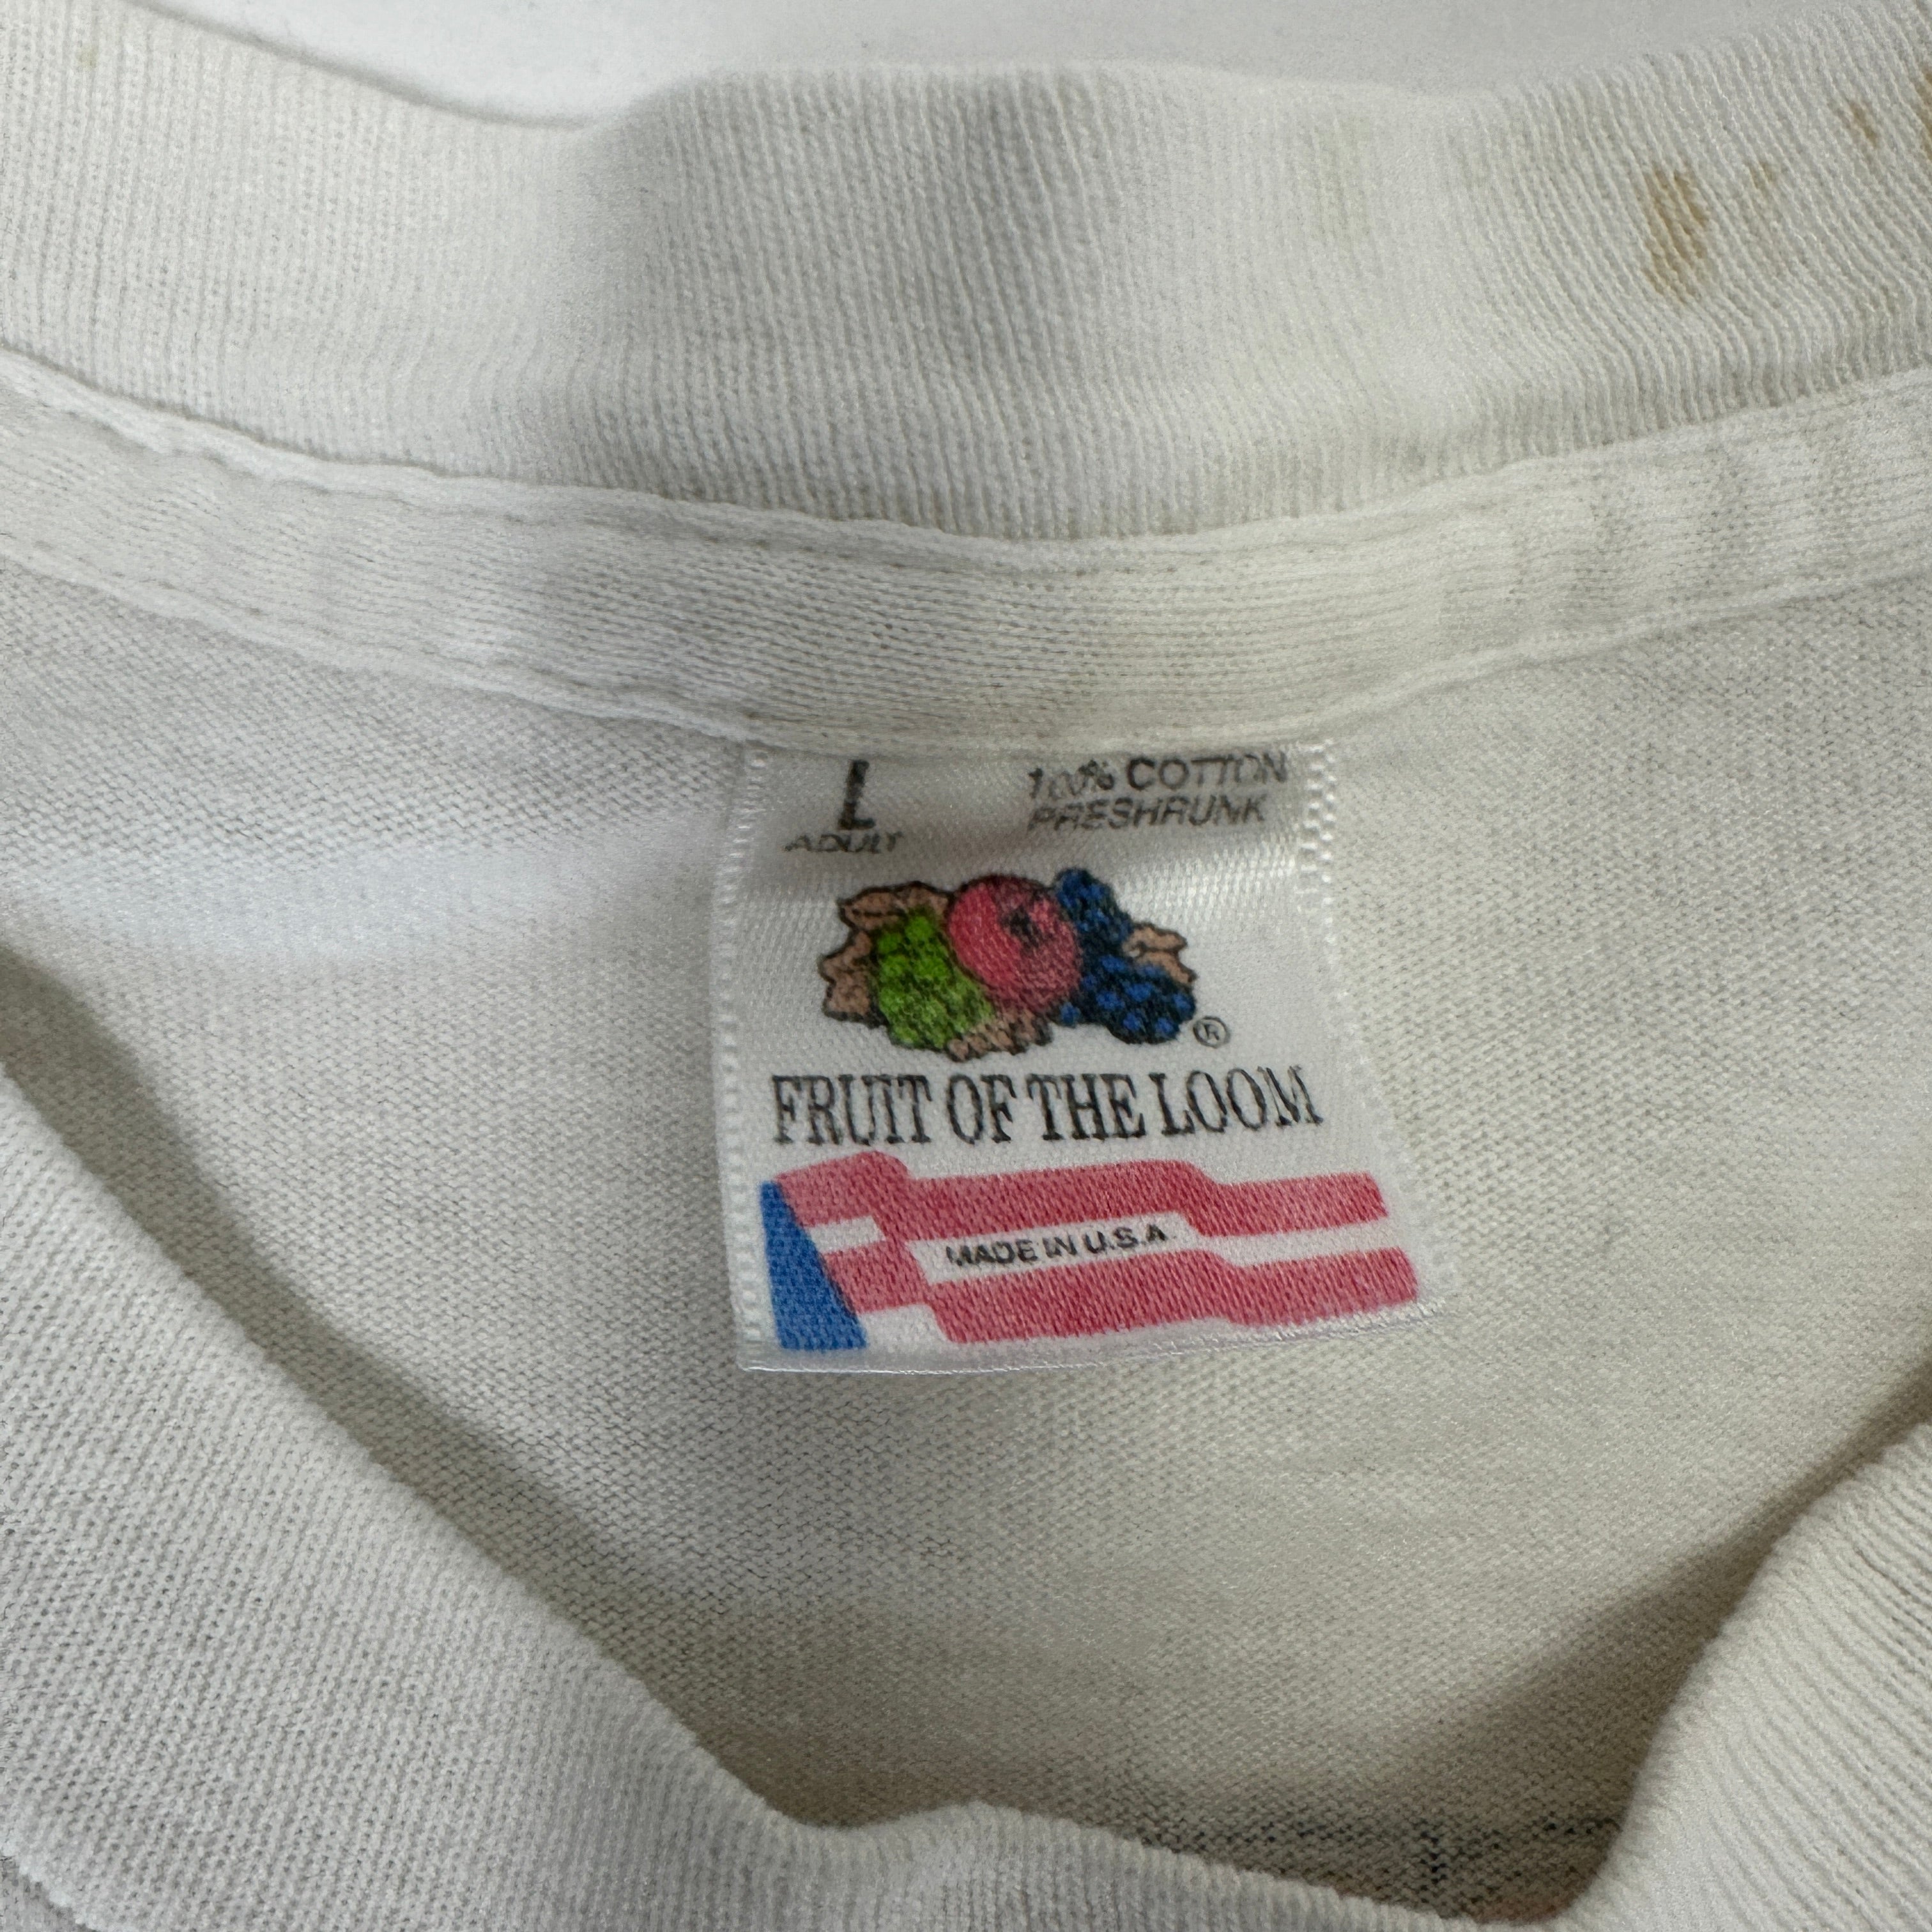 L
ADULT
100% COTTON
PRESHRUNK
®
FRUIT OF THE LOOM
MADE IN U.S.A.